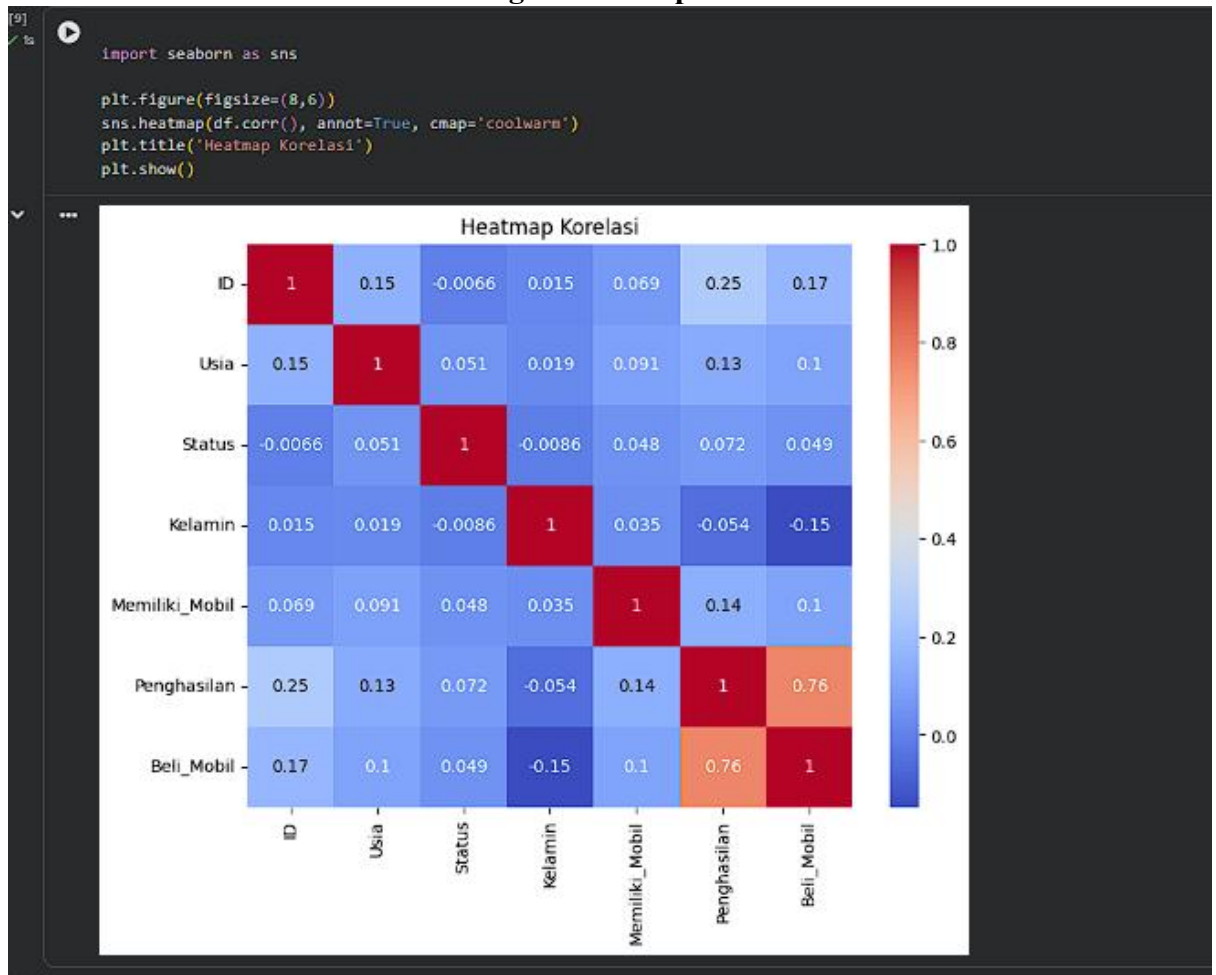 [9]
✓ 1s
import seaborn as sns
plt.figure(figsize=(8,6))
sns.heatmap(df.corr(), annot=True, cmap='coolwarm')
plt.title('Heatmap Korelasi')
plt.show()
Heatmap Korelasi
ID 1 0.15 -0.0066 0.015 0.069 0.25 0.17
Usia 0.15 1 0.051 0.019 0.091 0.13 0.1
Status -0.0066 0.051 1 -0.0086 0.048 0.072 0.049
Kelamin 0.015 0.019 -0.0086 1 0.035 -0.054 -0.15
Memiliki_Mobil 0.069 0.091 0.048 0.035 1 0.14 0.1
Penghasilan 0.25 0.13 0.072 -0.054 0.14 1 0.76
Beli_Mobil 0.17 0.1 0.049 -0.15 0.1 0.76 1
ID Usia Status Kelamin Memiliki_Mobil Penghasilan Beli_Mobil
1.0
0.8
0.6
0.4
0.2
0.0